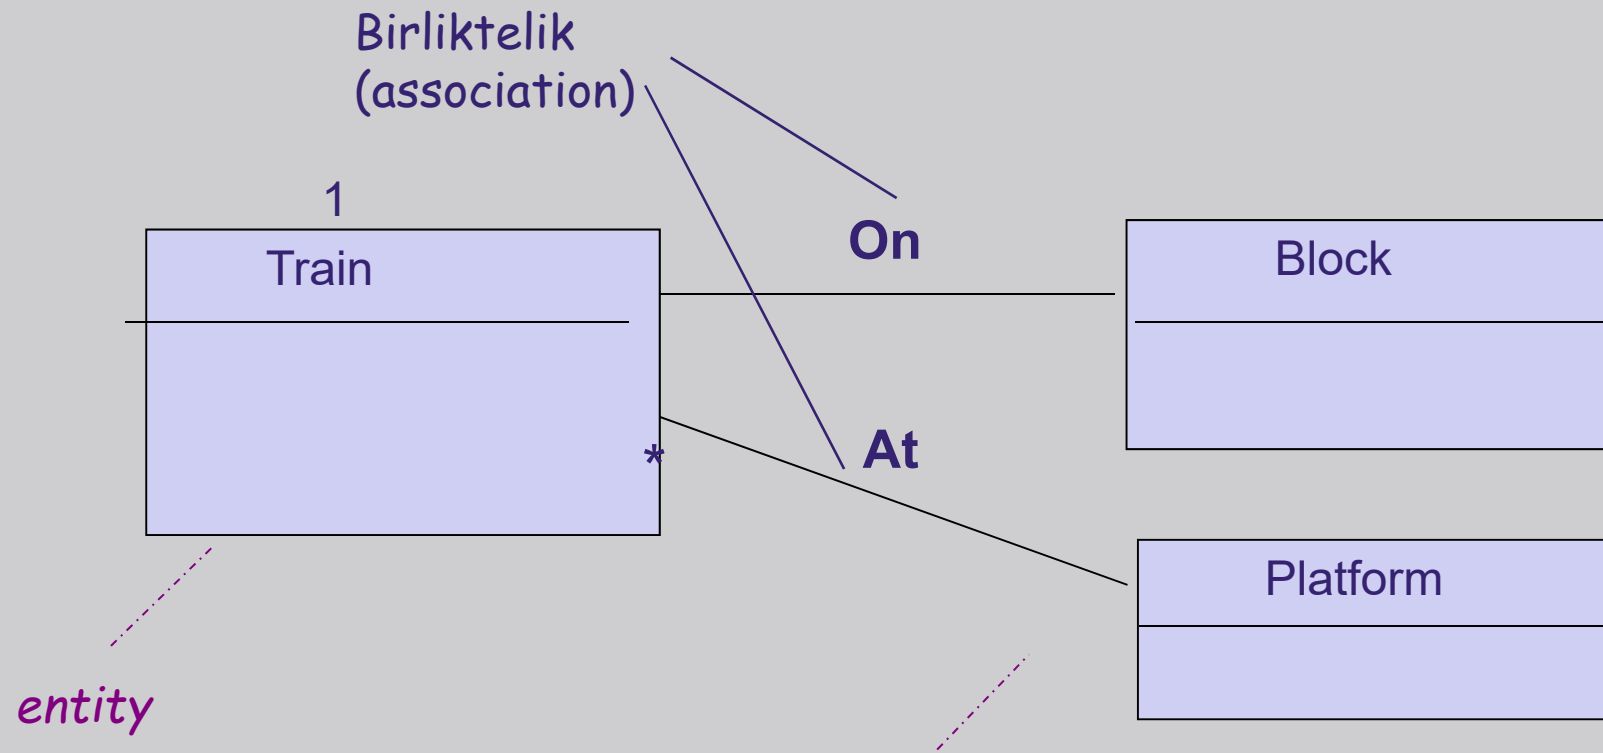 Birliktelik
(association)
1
Train
On
Block
*
At
Platform
entity